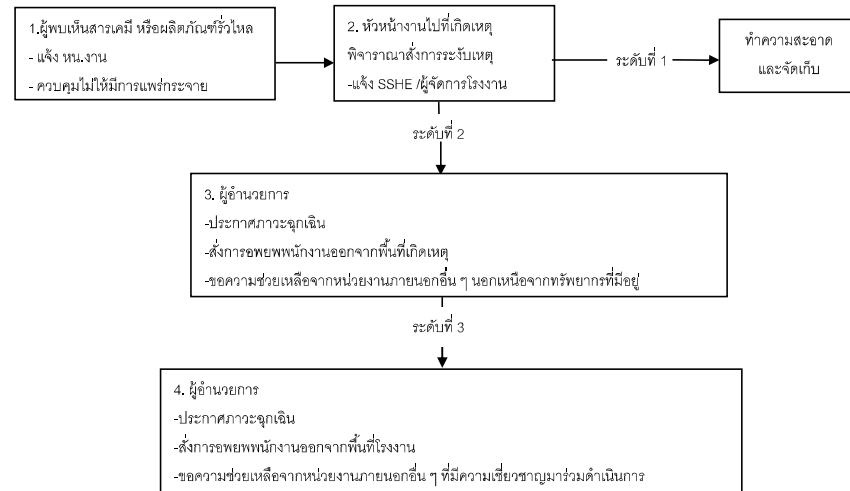 1.ผู้พบเห็นสารเคมี หรือผลิตภัณฑ์รั่วไหล
- แจ้ง หน.งาน
- ควบคุมไม่ให้มีการแพร่กระจาย
2. หัวหน้างานไปที่เกิดเหตุ
พิจาราณาสั่งการระงับเหตุ
-แจ้ง SSHE /ผู้จัดการโรงงาน
ระดับที่ 1
ทำความสะอาด
และจัดเก็บ
ระดับที่ 2
3. ผู้อำนวยการ
-ประกาศภาวะฉุกเฉิน
-สั่งการอพยพพนักงานออกจากพื้นที่เกิดเหตุ
-ขอความช่วยเหลือจากหน่วยงานภายนอกอื่น ๆ นอกเหนือจากทรัพยากรที่มีอยู่
ระดับที่ 3
4. ผู้อำนวยการ
-ประกาศภาวะฉุกเฉิน
-สั่งการอพยพพนักงานออกจากพื้นที่โรงงาน
-ขอความช่วยเหลือจากหน่วยงานภายนอกอื่น ๆ ที่มีความเชี่ยวชาญมาร่วมดำเนินการ